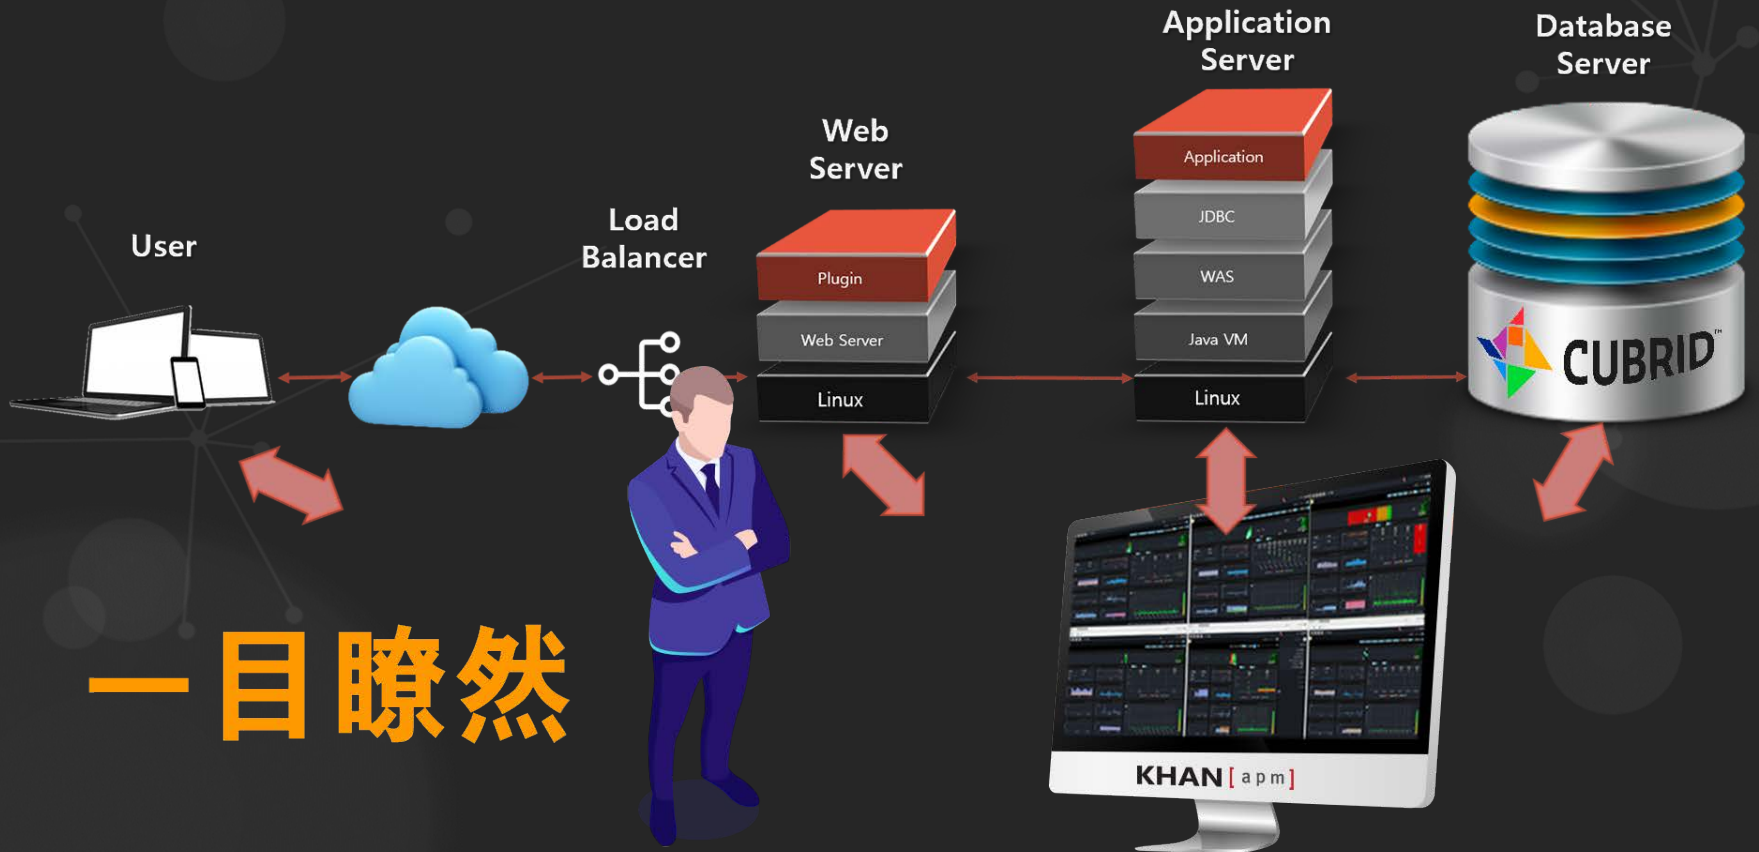 User
Load
Balancer
Web
Server
Plugin
Web Server
Linux
Application
Server
Application
JDBC
WAS
Java VM
Linux
Database
Server
CUBRID™
一目瞭然
KHAN [apm]